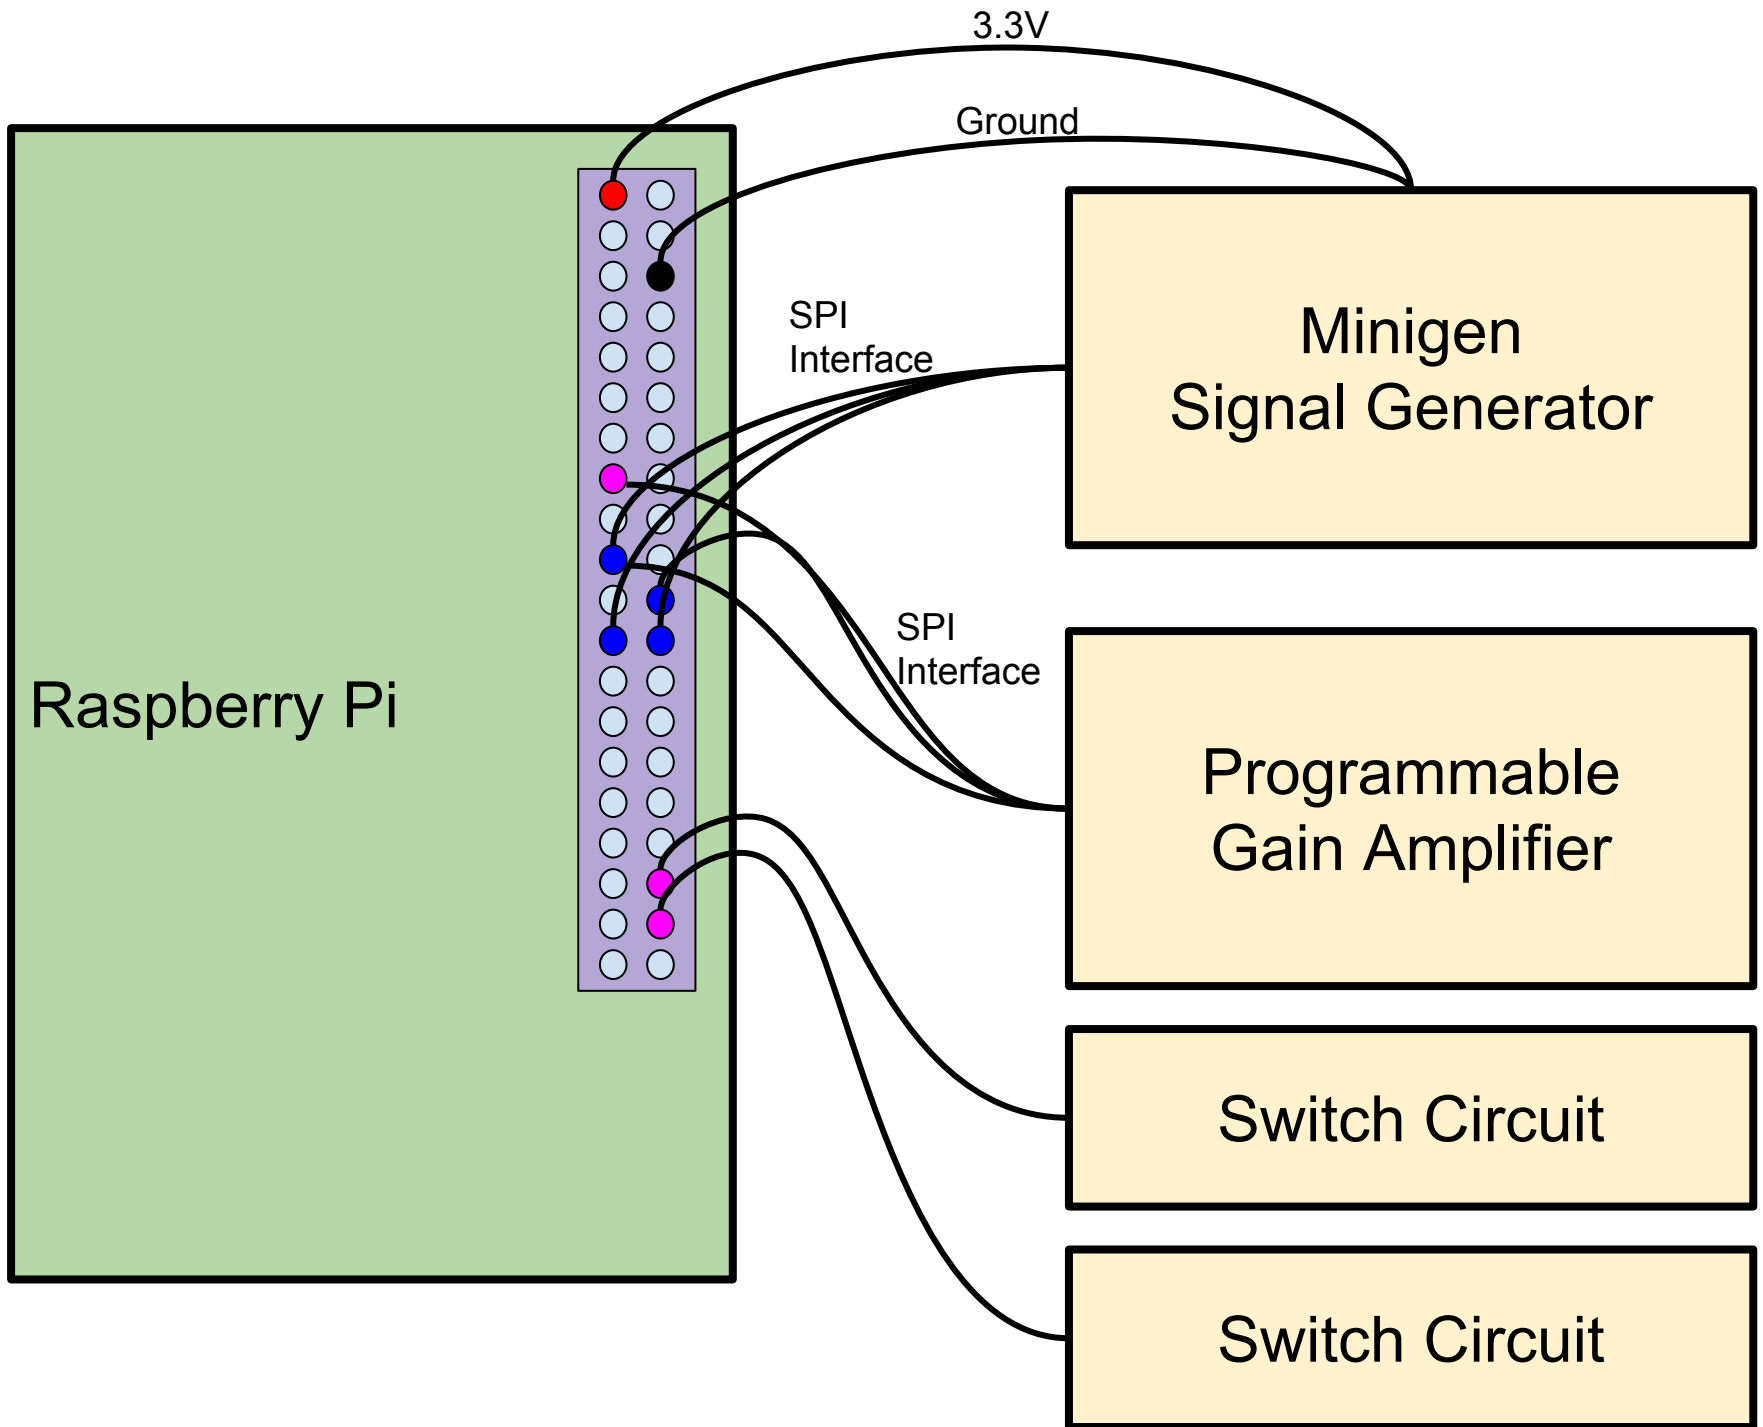 3.3V
Ground
SPI
Interface
Minigen
Signal Generator
Raspberry Pi
SPI
Interface
Programmable
Gain Amplifier
Switch Circuit
Switch Circuit